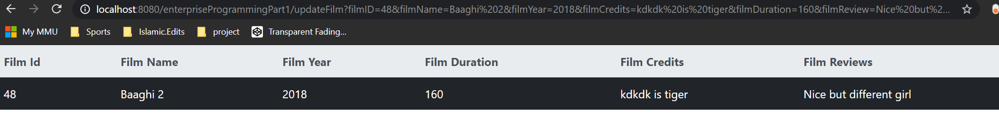 localhost:8080/enterpriseProgrammingPart1/updateFilm?filmID=48&filmName=Baaghi%202&filmYear=2018&filmCredits=kdkdk%20is%20tiger&filmDuration=160&filmReview=Nice%20but%2...
My MMU Sports Islamic.Edits project Transparent Fading...
Film Id Film Name Film Year Film Duration Film Credits Film Reviews
48 Baaghi 2 2018 160 kdkdk is tiger Nice but different girl